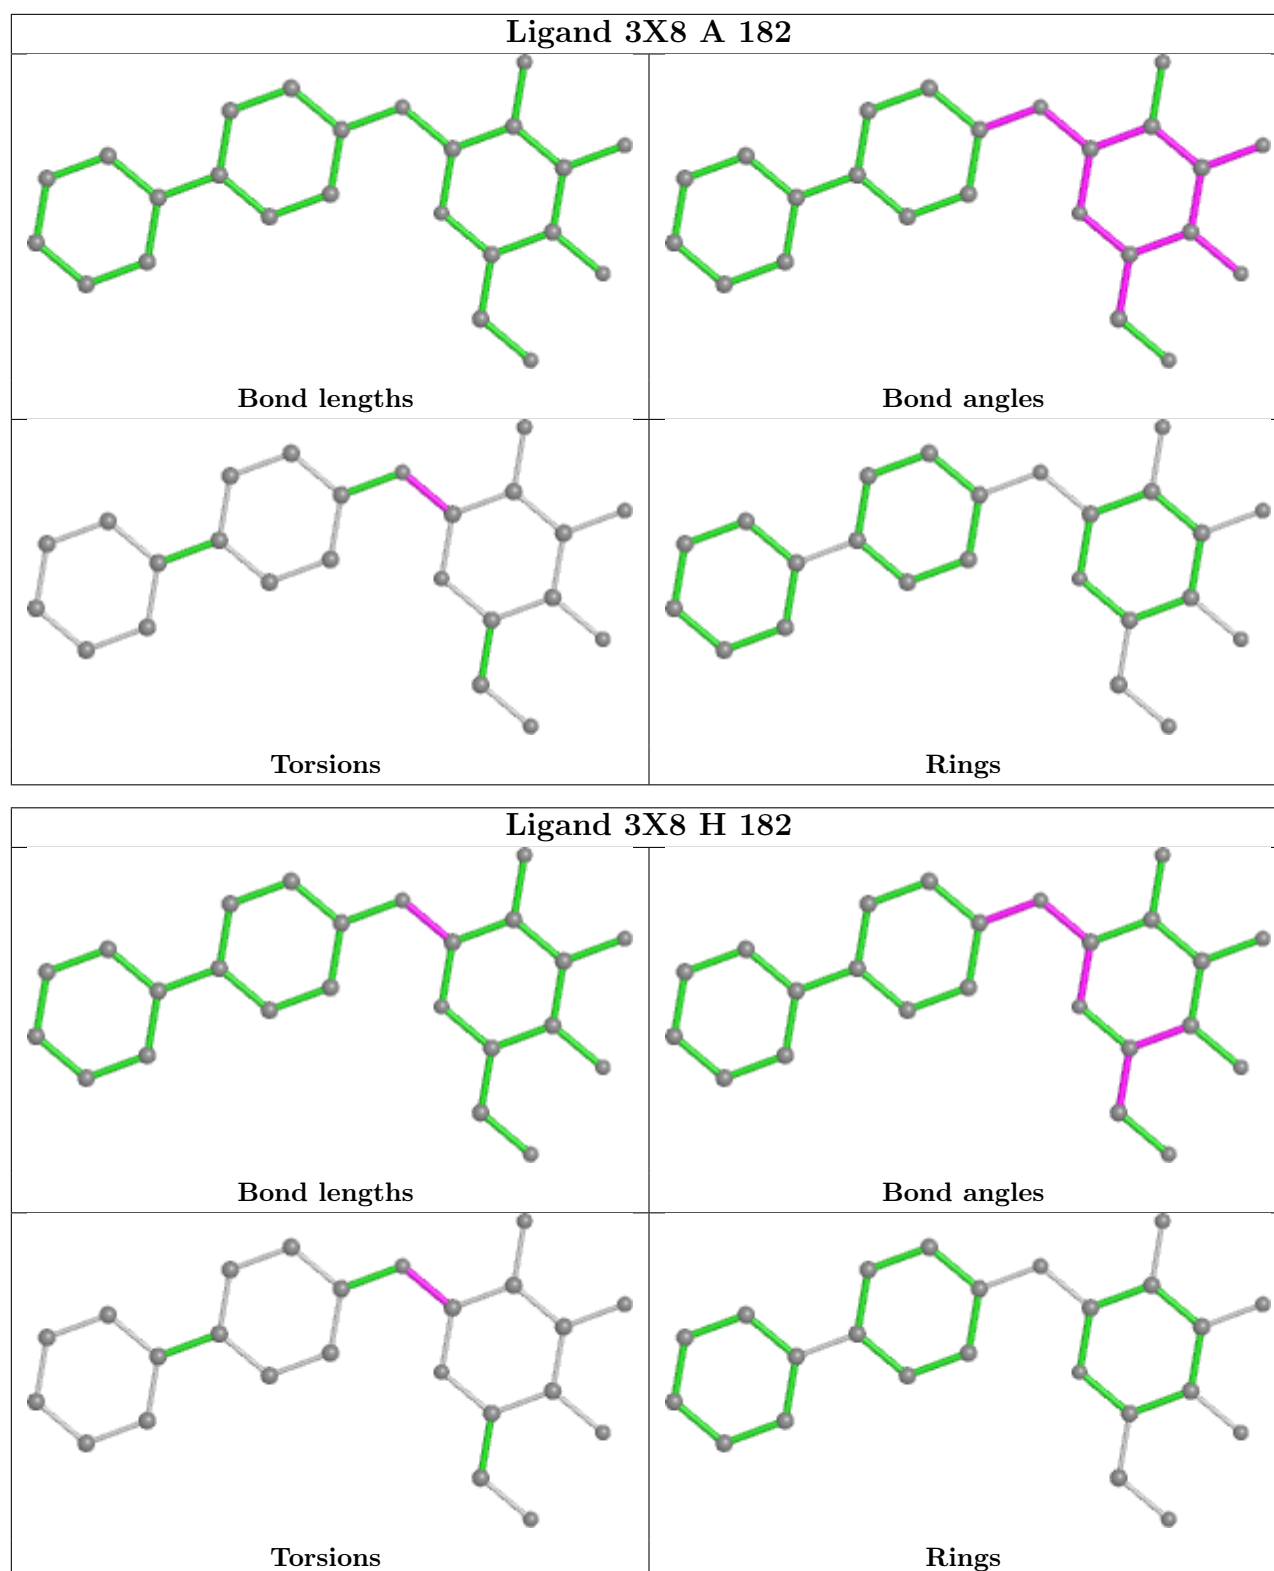 Ligand 3X8 A 182
Bond lengths
Bond angles
Torsions
Rings
Ligand 3X8 H 182
Bond lengths
Bond angles
Torsions
Rings